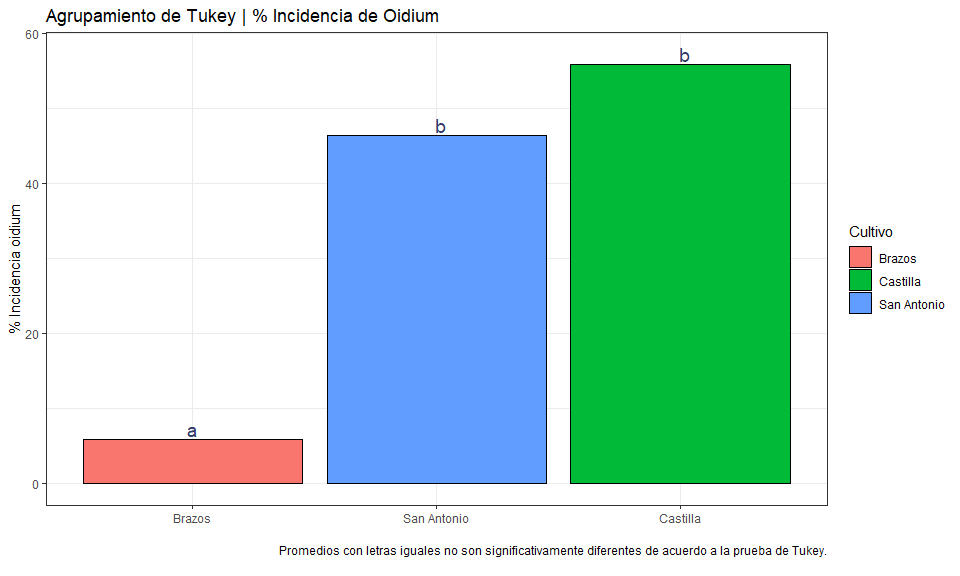 Agrupamiento de Tukey | % Incidencia de Oidium
60
40
20
0
% Incidencia oidium
a
b
b
Brazos
San Antonio
Castilla
Cultivo
Brazos
Castilla
San Antonio
Promedios con letras iguales no son significativamente diferentes de acuerdo a la prueba de Tukey.